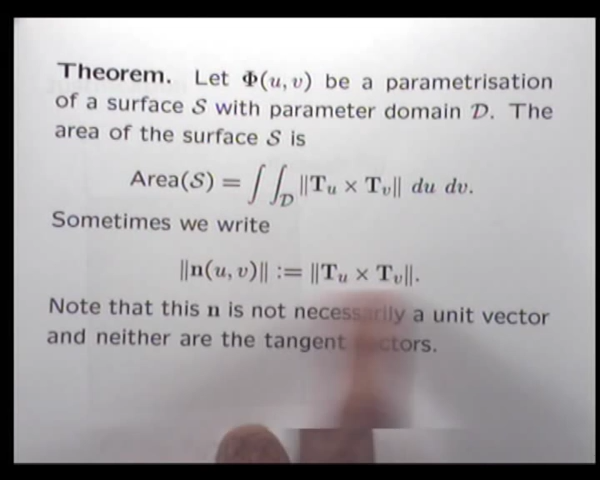 Theorem. Let Φ(u, v) be a parametrisation
of a surface S with parameter domain D. The
area of the surface S is
Area(S) = ∫∫_D ‖T_u × T_v‖ du dv.
Sometimes we write
‖n(u, v)‖ := ‖T_u × T_v‖.
Note that this n is not necessarily a unit vector
and neither are the tangent vectors.